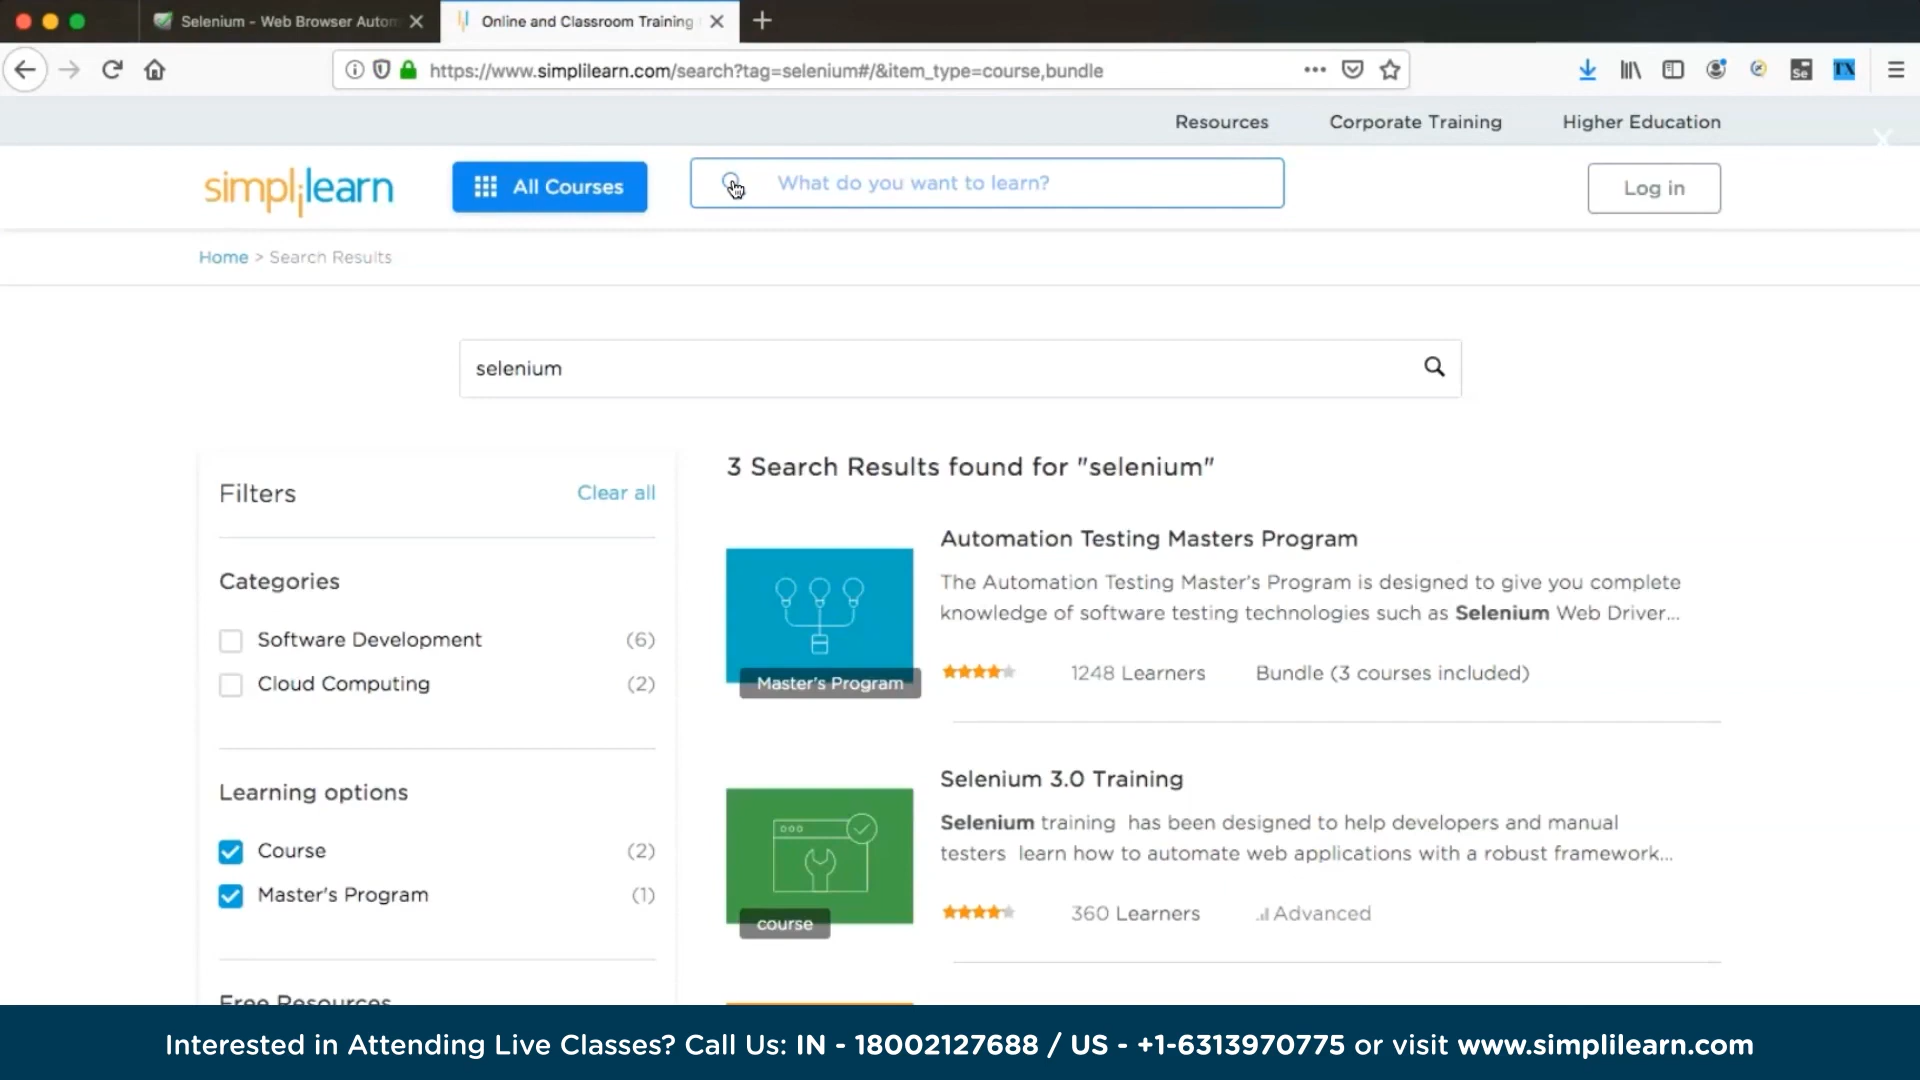 Selenium - Web Browser Autom
Online and Classroom Training
https://www.simplilearn.com/search?tag=selenium#/&item_type=course,bundle
Se
TX
Resources
Corporate Training
Higher Education
simplilearn
All Courses
What do you want to learn?
Log in
Home > Search Results
selenium
Filters
Clear all
3 Search Results found for "selenium"
Categories
Software Development (6)
Cloud Computing (2)
Learning options
Course (2)
Master's Program (1)
Free Resources
Automation Testing Masters Program
The Automation Testing Master's Program is designed to give you complete
knowledge of software testing technologies such as Selenium Web Driver...
Master's Program
1248 Learners
Bundle (3 courses included)
Selenium 3.0 Training
Selenium training has been designed to help developers and manual
testers learn how to automate web applications with a robust framework...
course
360 Learners
Advanced
Interested in Attending Live Classes? Call Us: IN - 18002127688 / US - +1-6313970775 or visit www.simplilearn.com